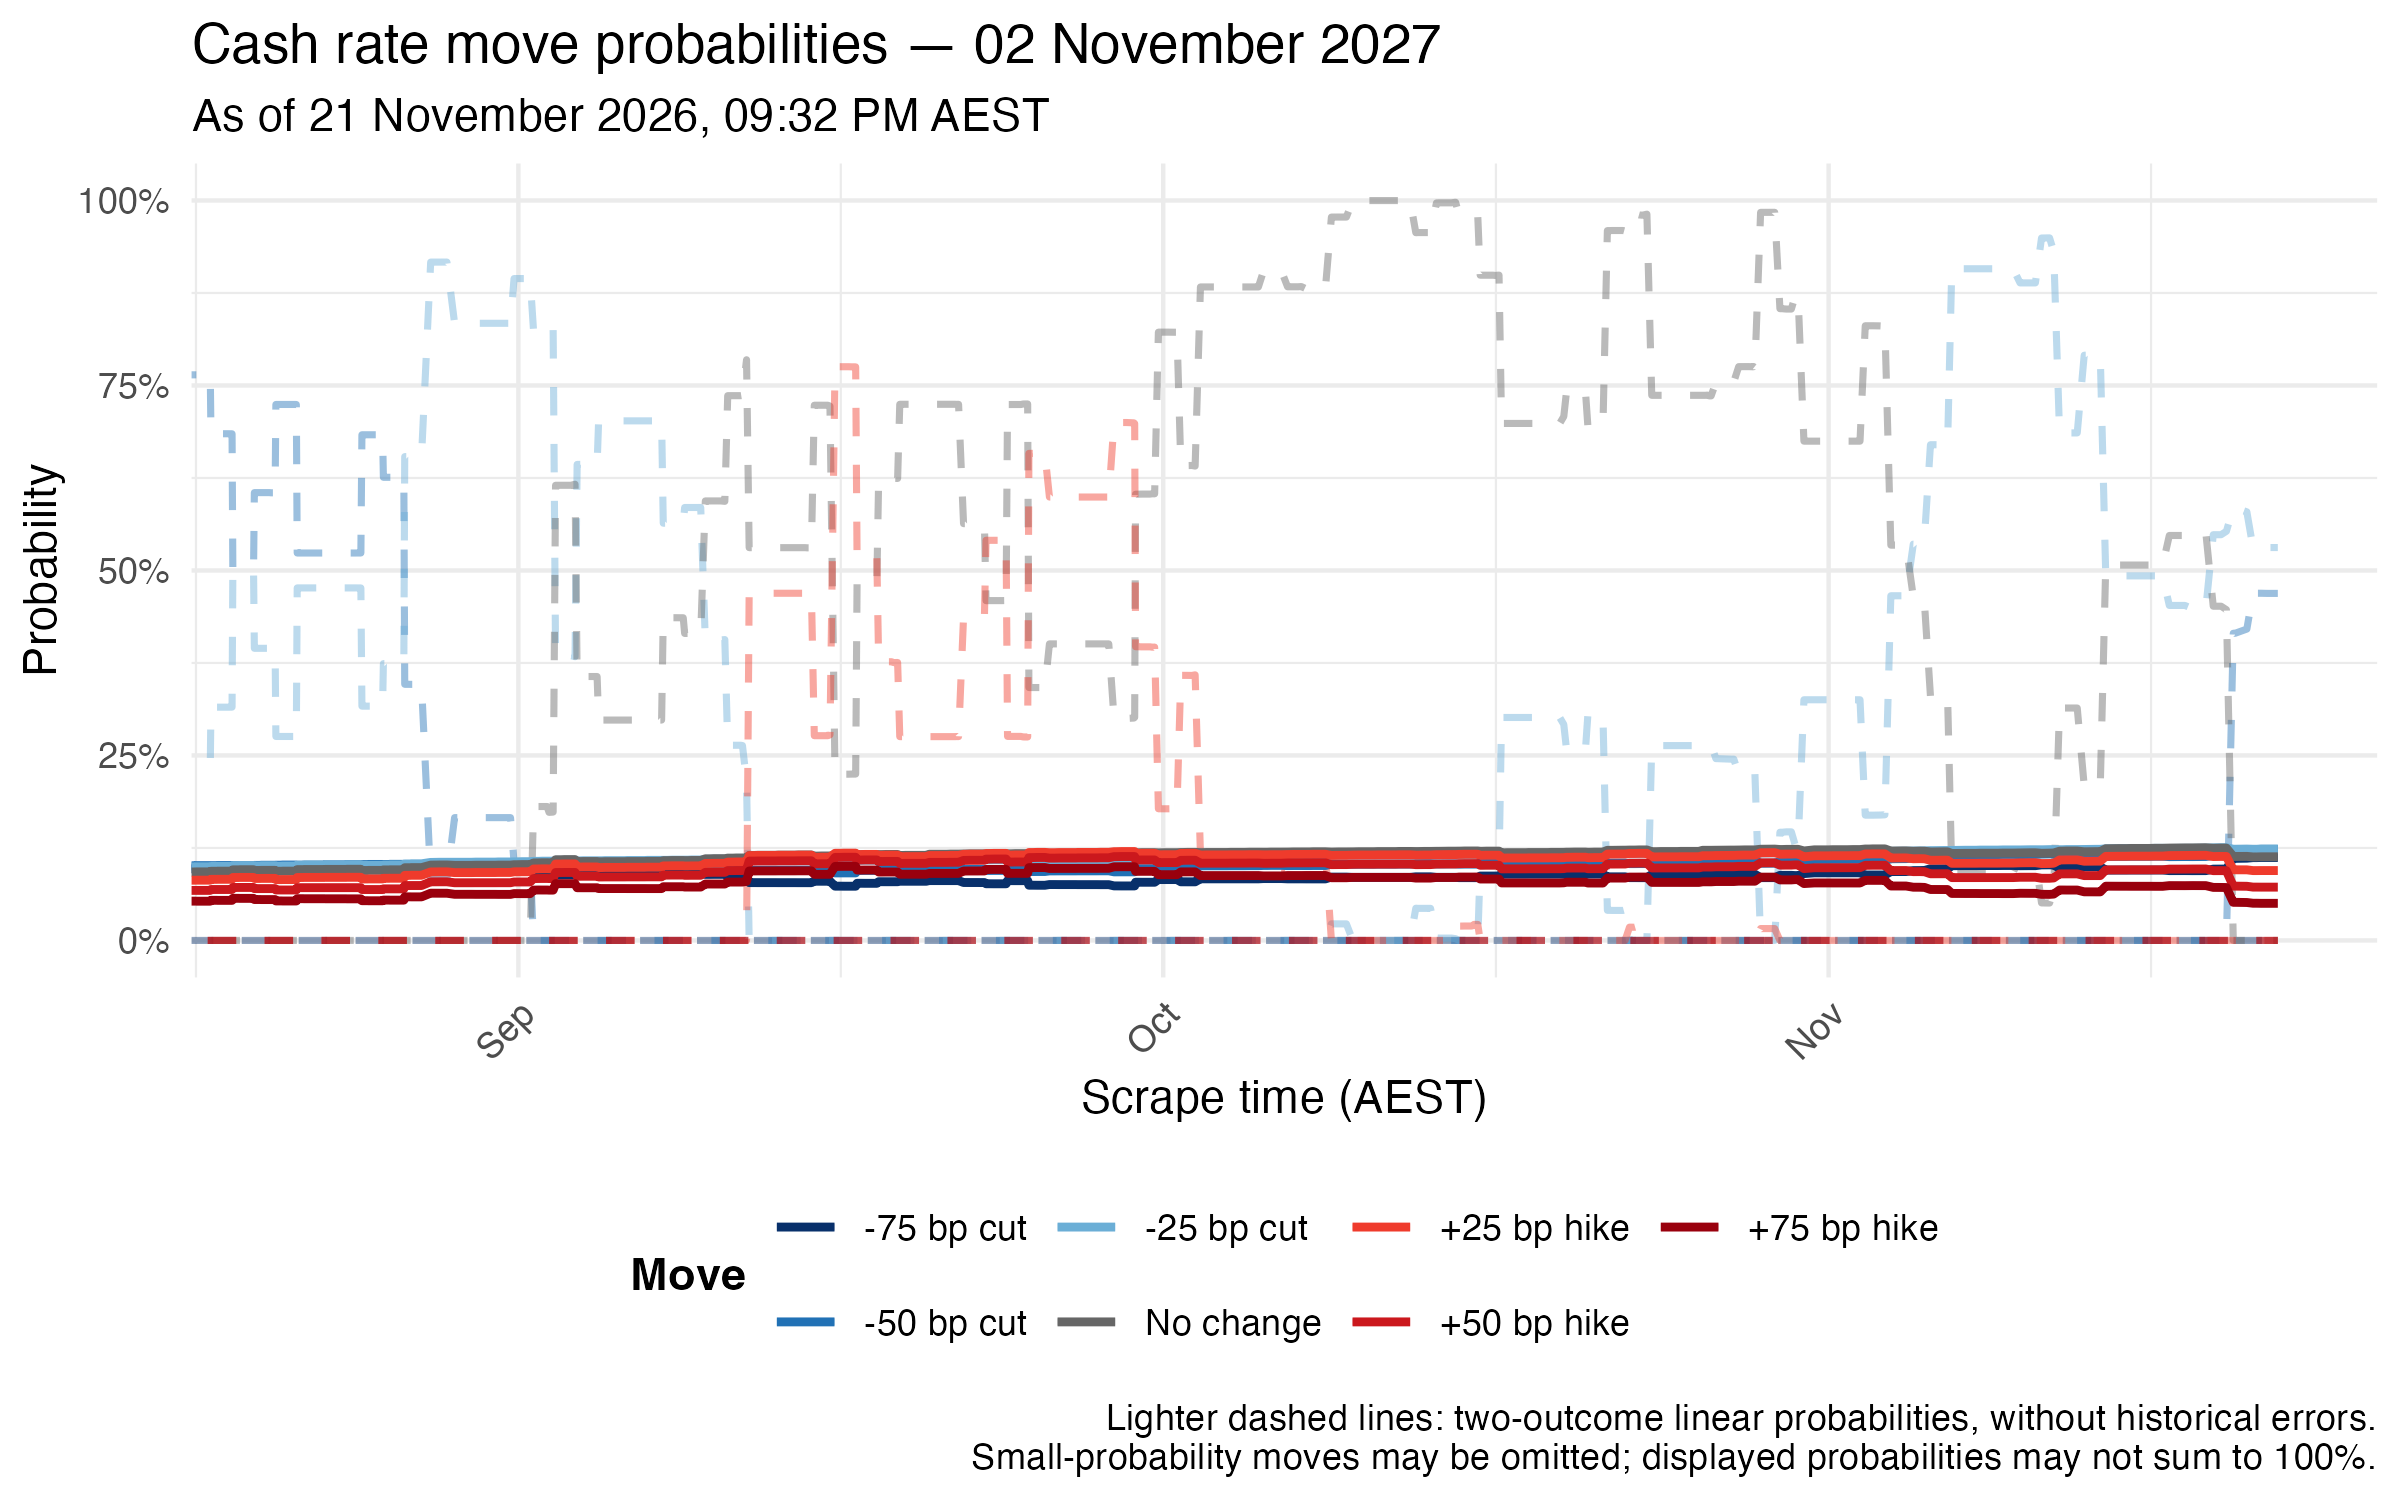 Cash rate move probabilities — 02 November 2027
As of 21 November 2026, 09:32 PM AEST
100%
75%
50%
25%
0%
Probability
Sep
Oct
Nov
Scrape time (AEST)
Move
-75 bp cut
-25 bp cut
+25 bp hike
+75 bp hike
-50 bp cut
No change
+50 bp hike
Lighter dashed lines: two-outcome linear probabilities, without historical errors.
Small-probability moves may be omitted; displayed probabilities may not sum to 100%.